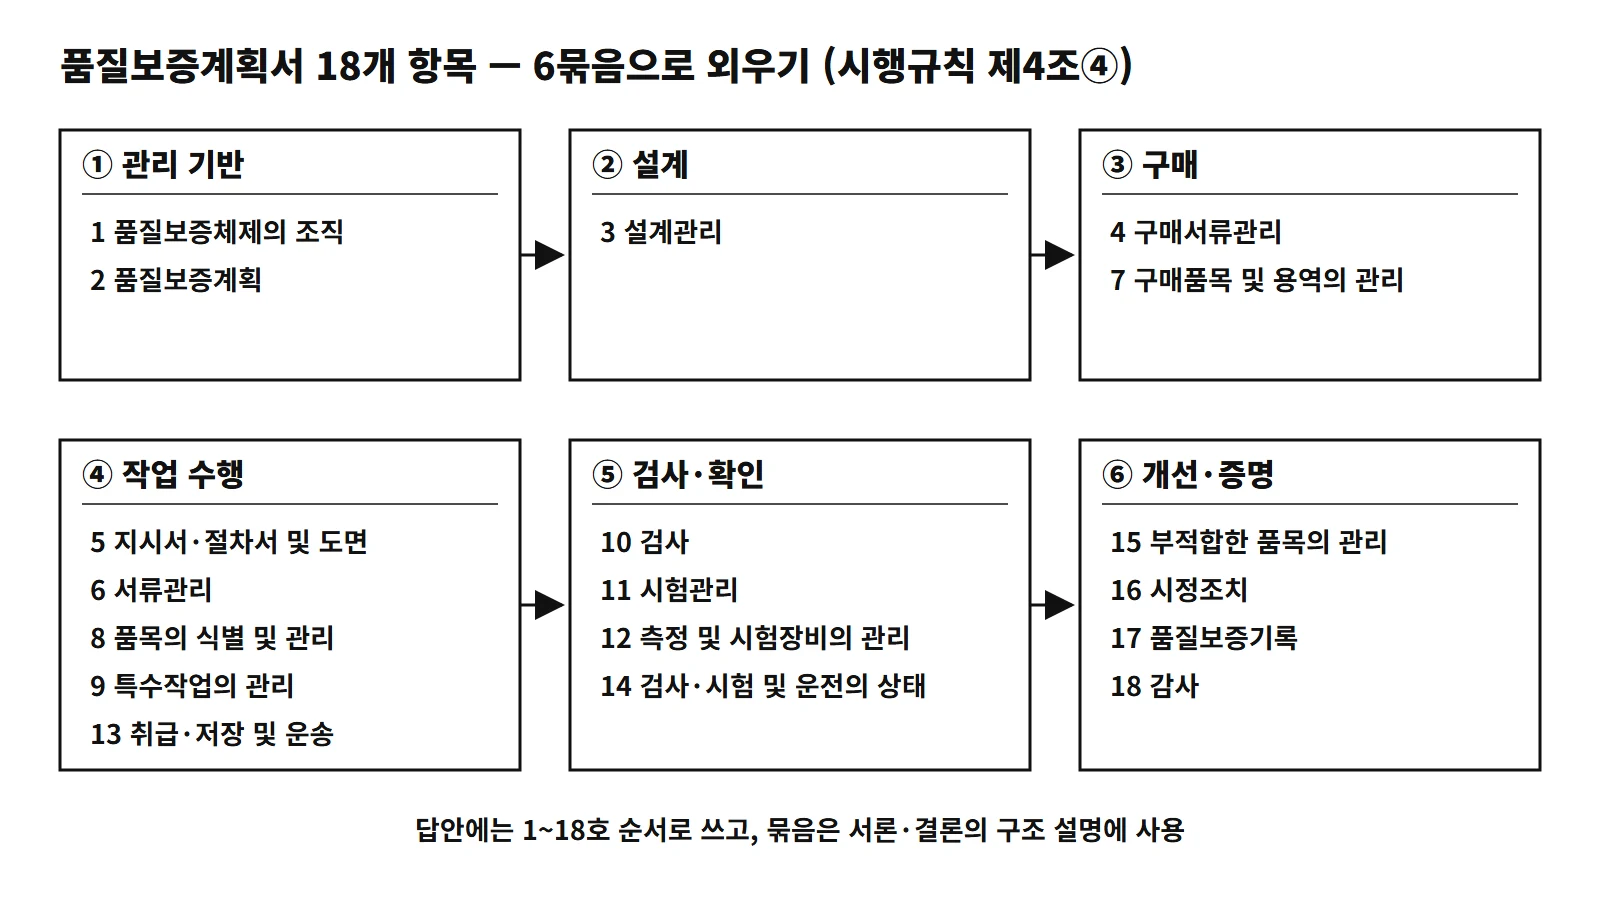 품질보증계획서 18개 항목 — 6묶음으로 외우기 (시행규칙 제4조④)
① 관리 기반
1 품질보증체제의 조직
2 품질보증계획
② 설계
3 설계관리
③ 구매
4 구매서류관리
7 구매품목 및 용역의 관리
④ 작업 수행
5 지시서·절차서 및 도면
6 서류관리
8 품목의 식별 및 관리
9 특수작업의 관리
13 취급·저장 및 운송
⑤ 검사·확인
10 검사
11 시험관리
12 측정 및 시험장비의 관리
14 검사·시험 및 운전의 상태
⑥ 개선·증명
15 부적합한 품목의 관리
16 시정조치
17 품질보증기록
18 감사
답안에는 1~18호 순서로 쓰고, 묶음은 서론·결론의 구조 설명에 사용